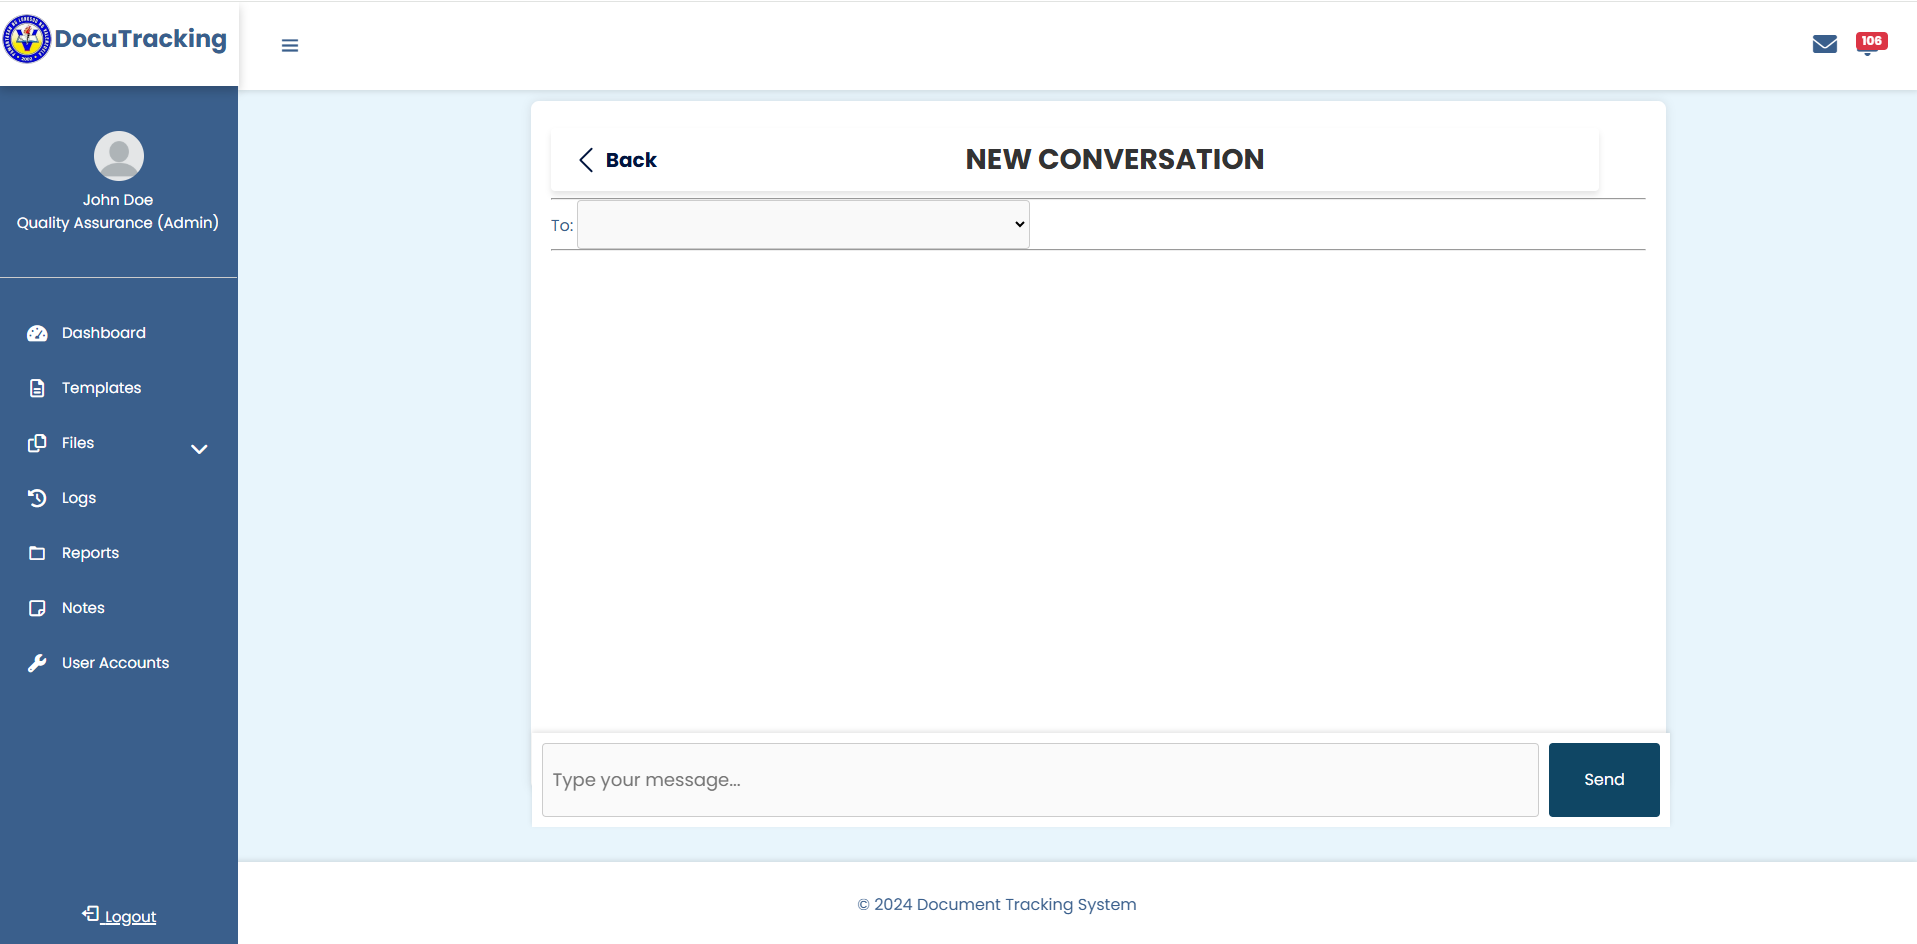 DocuTracking
106
John Doe
Quality Assurance (Admin)
Dashboard
Templates
Files
Logs
Reports
Notes
User Accounts
Logout
Back
NEW CONVERSATION
To:
Type your message...
Send
© 2024 Document Tracking System